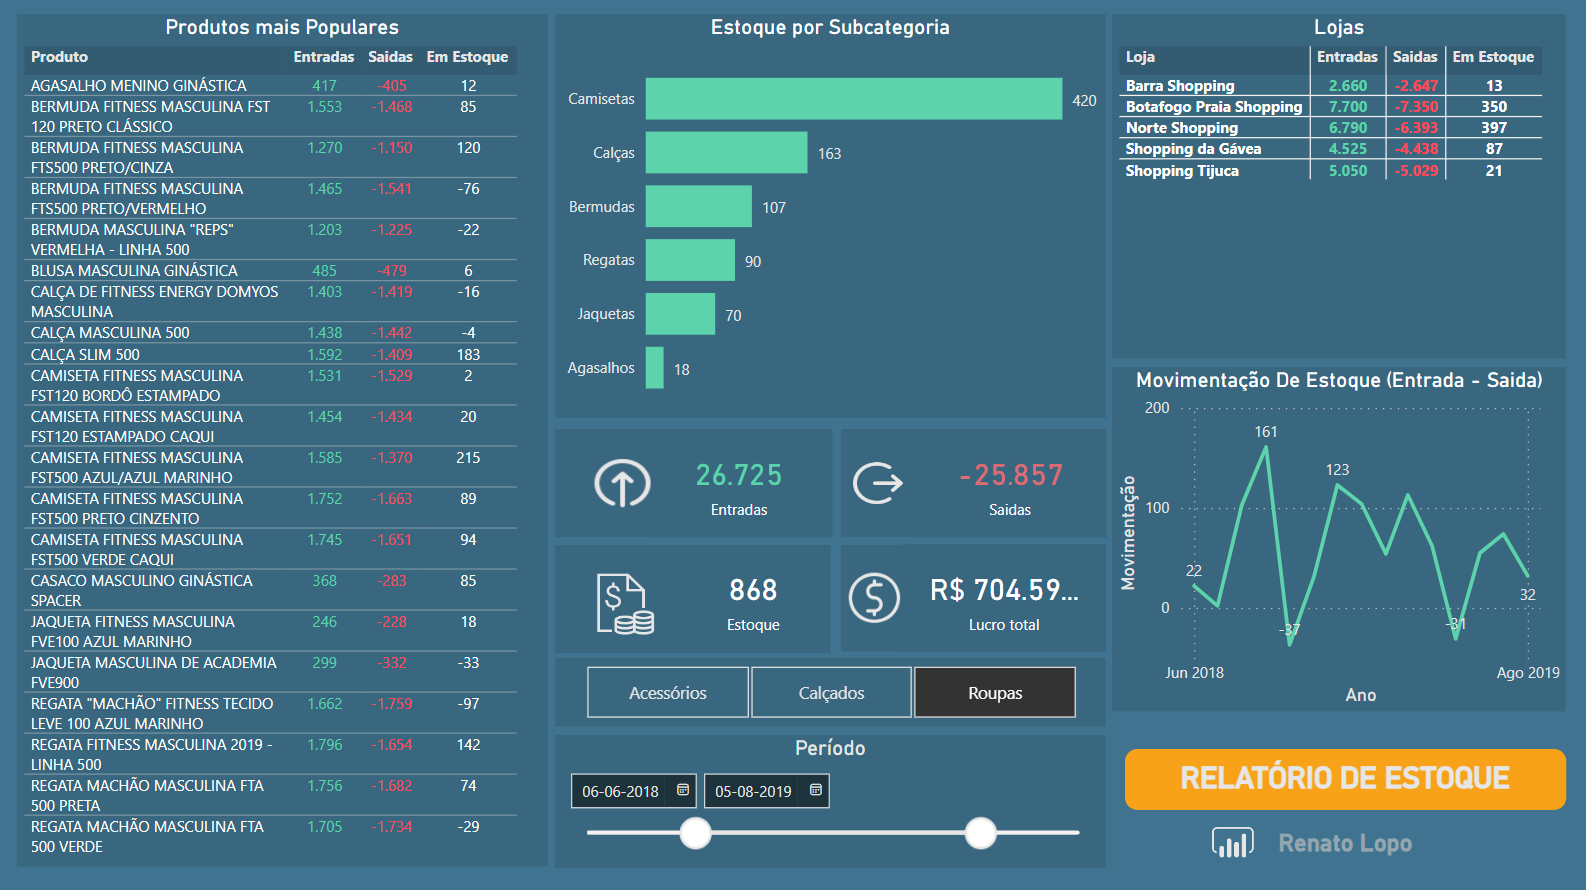 Produtos mais Populares
Produto Entradas Saidas Em Estoque
AGASALHO MENINO GINÁSTICA 417 -405 12
BERMUDA FITNESS MASCULINA FST 1.553 -1.468 85
120 PRETO CLÁSSICO
BERMUDA FITNESS MASCULINA 1.270 -1.150 120
FTS500 PRETO/CINZA
BERMUDA FITNESS MASCULINA 1.465 -1.541 -76
FTS500 PRETO/VERMELHO
BERMUDA MASCULINA "REPS" 1.203 -1.225 -22
VERMELHA - LINHA 500
BLUSA MASCULINA GINÁSTICA 485 -479 6
CALÇA DE FITNESS ENERGY DOMYOS 1.403 -1.419 -16
MASCULINA
CALÇA MASCULINA 500 1.438 -1.442 -4
CALÇA SLIM 500 1.592 -1.409 183
CAMISETA FITNESS MASCULINA 1.531 -1.529 2
FST120 BORDÔ ESTAMPADO
CAMISETA FITNESS MASCULINA 1.454 -1.434 20
FST120 ESTAMPADO CAQUI
CAMISETA FITNESS MASCULINA 1.585 -1.370 215
FST500 AZUL/AZUL MARINHO
CAMISETA FITNESS MASCULINA 1.752 -1.663 89
FST500 PRETO CINZENTO
CAMISETA FITNESS MASCULINA 1.745 -1.651 94
FST500 VERDE CAQUI
CASACO MASCULINO GINÁSTICA 368 -283 85
SPACER
JAQUETA FITNESS MASCULINA 246 -228 18
FVE100 AZUL MARINHO
JAQUETA MASCULINA DE ACADEMIA 299 -332 -33
FVE900
REGATA "MACHÃO" FITNESS TECIDO 1.662 -1.759 -97
LEVE 100 AZUL MARINHO
REGATA FITNESS MASCULINA 2019 - 1.796 -1.654 142
LINHA 500
REGATA MACHÃO MASCULINA FTA 1.756 -1.682 74
500 PRETA
REGATA MACHÃO MASCULINA FTA 1.705 -1.734 -29
500 VERDE
Estoque por Subcategoria
Camisetas 420
Calças 163
Bermudas 107
Regatas 90
Jaquetas 70
Agasalhos 18
26.725
Entradas
-25.857
Saidas
$
868
Estoque
$
R$ 704.59...
Lucro total
Acessórios Calçados Roupas
Período
06-06-2018 05-08-2019
Lojas
Loja Entradas Saidas Em Estoque
Barra Shopping 2.660 -2.647 13
Botafogo Praia Shopping 7.700 -7.350 350
Norte Shopping 6.790 -6.393 397
Shopping da Gávea 4.525 -4.438 87
Shopping Tijuca 5.050 -5.029 21
Movimentação De Estoque (Entrada - Saida)
Movimentação
200
100
0
22
161
-37
123
-31
32
Jun 2018 Ago 2019
Ano
RELATÓRIO DE ESTOQUE
Renato Lopo